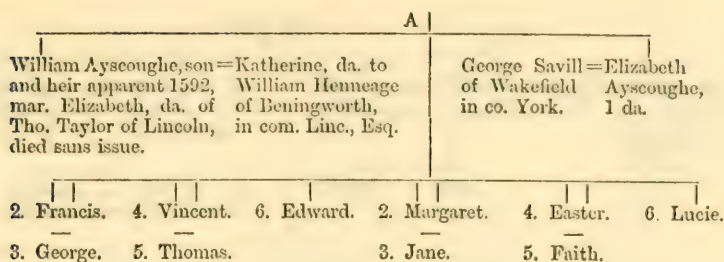 A
William Ayscoughe, son = Katherine, da. to
and heir apparent 1592, William Henneage
mar. Elizabeth, da. of of Beningworth,
Tho. Taylor of Lincoln, in com. Linc., Esq.
died sans issue.
George Savill = Elizabeth
of Wakefield Ayscoughe,
in co. York. 1 da.
2. Francis. 4. Vincent. 6. Edward. 2. Margaret. 4. Easter. 6. Lucie.
3. George. 5. Thomas. 3. Jane. 5. Faith.